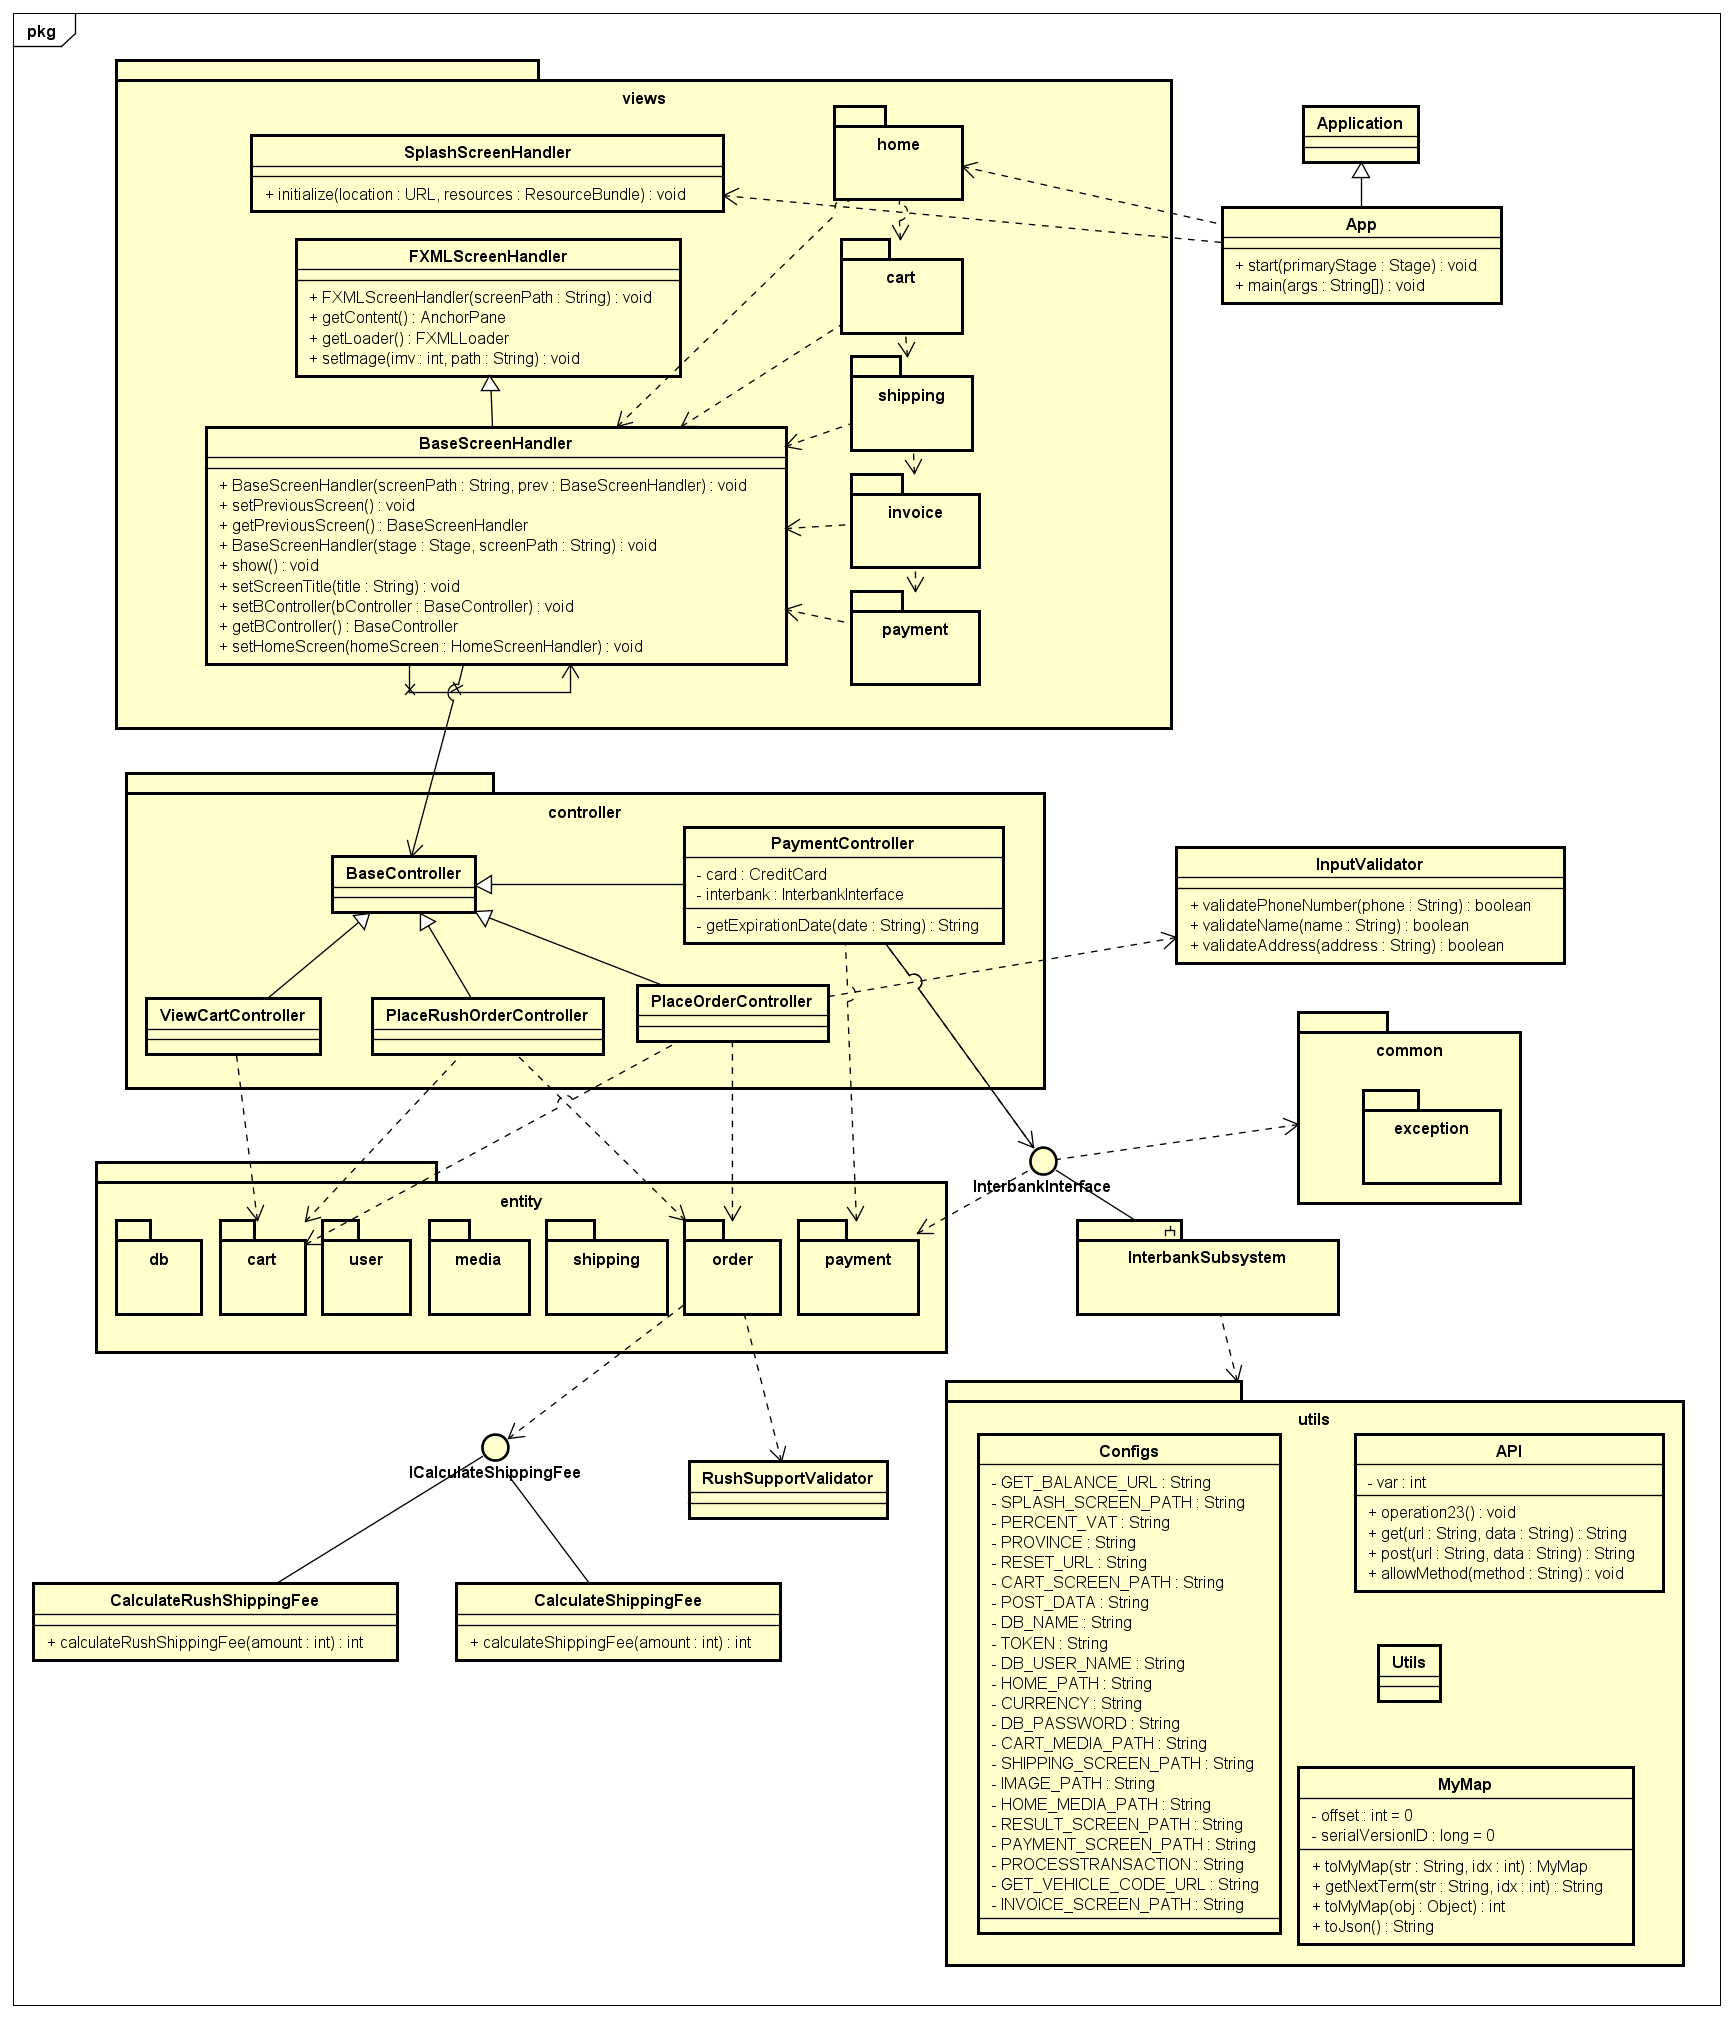 pkg
views
SplashScreenHandler
+ initialize(location : URL, resources : ResourceBundle) : void
FXMLScreenHandler
+ FXMLScreenHandler(screenPath : String) : void
+ getContent() : AnchorPane
+ getLoader() : FXMLLoader
+ setImage(imv : int, path : String) : void
BaseScreenHandler
+ BaseScreenHandler(screenPath : String, prev : BaseScreenHandler) : void
+ setPreviousScreen() : void
+ getPreviousScreen() : BaseScreenHandler
+ BaseScreenHandler(stage : Stage, screenPath : String) : void
+ show() : void
+ setScreenTitle(title : String) : void
+ setBController(bController : BaseController) : void
+ getBController() : BaseController
+ setHomeScreen(homeScreen : HomeScreenHandler) : void
home
cart
shipping
invoice
payment
Application
App
+ start(primaryStage : Stage) : void
+ main(args : String[]) : void
controller
BaseController
PaymentController
- card : CreditCard
- interbank : InterbankInterface
- getExpirationDate(date : String) : String
ViewCartController
PlaceRushOrderController
PlaceOrderController
InputValidator
+ validatePhoneNumber(phone : String) : boolean
+ validateName(name : String) : boolean
+ validateAddress(address : String) : boolean
common
exception
InterbankInterface
InterbankSubsystem
entity
db
cart
user
media
shipping
order
payment
ICalculateShippingFee
RushSupportValidator
CalculateRushShippingFee
+ calculateRushShippingFee(amount : int) : int
CalculateShippingFee
+ calculateShippingFee(amount : int) : int
utils
Configs
- GET_BALANCE_URL : String
- SPLASH_SCREEN_PATH : String
- PERCENT_VAT : String
- PROVINCE : String
- RESET_URL : String
- CART_SCREEN_PATH : String
- POST_DATA : String
- DB_NAME : String
- TOKEN : String
- DB_USER_NAME : String
- HOME_PATH : String
- CURRENCY : String
- DB_PASSWORD : String
- CART_MEDIA_PATH : String
- SHIPPING_SCREEN_PATH : String
- IMAGE_PATH : String
- HOME_MEDIA_PATH : String
- RESULT_SCREEN_PATH : String
- PAYMENT_SCREEN_PATH : String
- PROCESSTRANSACTION : String
- GET_VEHICLE_CODE_URL : String
- INVOICE_SCREEN_PATH : String
API
- var : int
+ operation23() : void
+ get(url : String, data : String) : String
+ post(url : String, data : String) : String
+ allowMethod(method : String) : void
Utils
MyMap
- offset : int = 0
- serialVersionID : long = 0
+ toMyMap(str : String, idx : int) : MyMap
+ getNextTerm(str : String, idx : int) : String
+ toMyMap(obj : Object) : int
+ toJson() : String